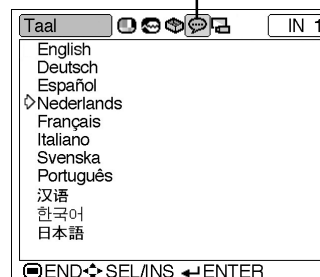 Taal IN 1
English
Deutsch
Español
Nederlands
Français
Italiano
Svenska
Português
汉语
한국어
日本語
END SEL/INS ENTER